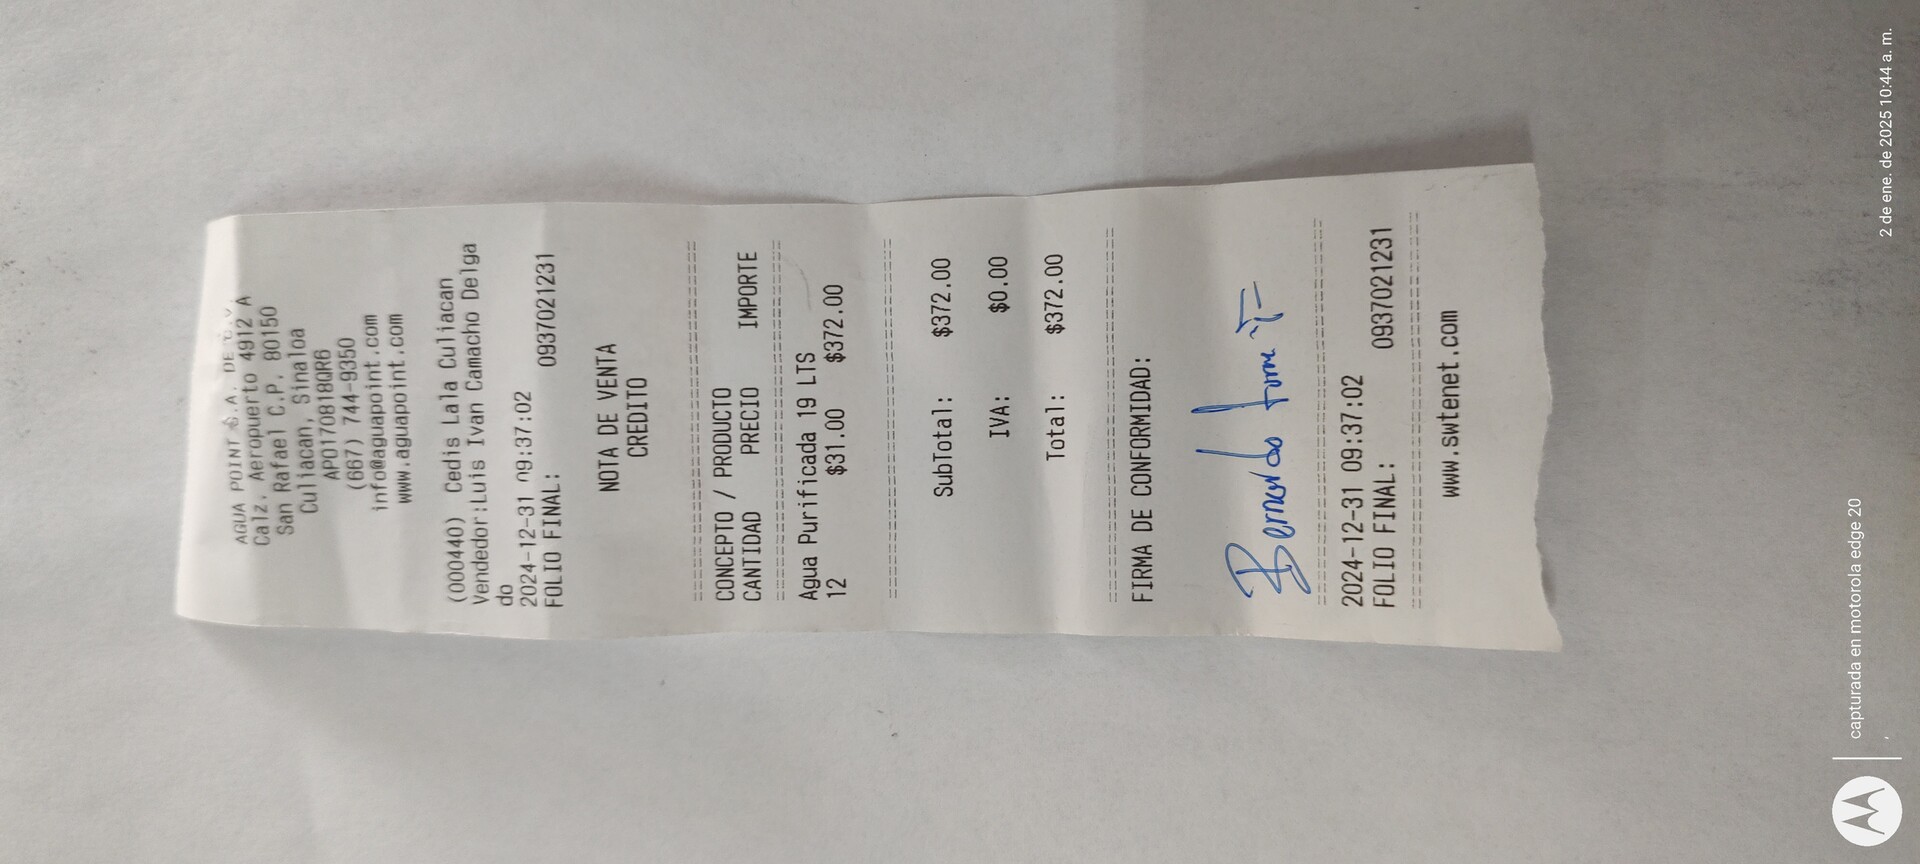 AGUA POINT S.A. DE C.V.
Calz. Aeropuerto 4912 A
San Rafael C.P. 80150
Culiacan, Sinaloa
APO170818QR6
(667) 744-9350
info@aguapoint.com
www.aguapoint.com
(000440) Cedis Lala Culiacan
Vendedor:Luis Ivan Camacho Delga
do
2024-12-31 09:37:02
FOLIO FINAL: 0937021231
NOTA DE VENTA
CREDITO
CONCEPTO / PRODUCTO
CANTIDAD PRECIO IMPORTE
Agua Purificada 19 LTS
12 $31.00 $372.00
SubTotal: $372.00
IVA: $0.00
Total: $372.00
FIRMA DE CONFORMIDAD:
Bernardo
2024-12-31 09:37:02
FOLIO FINAL: 0937021231
www.swtenet.com
capturada en motorola edge 20
2 de ene. de 2025 10:44 a. m.